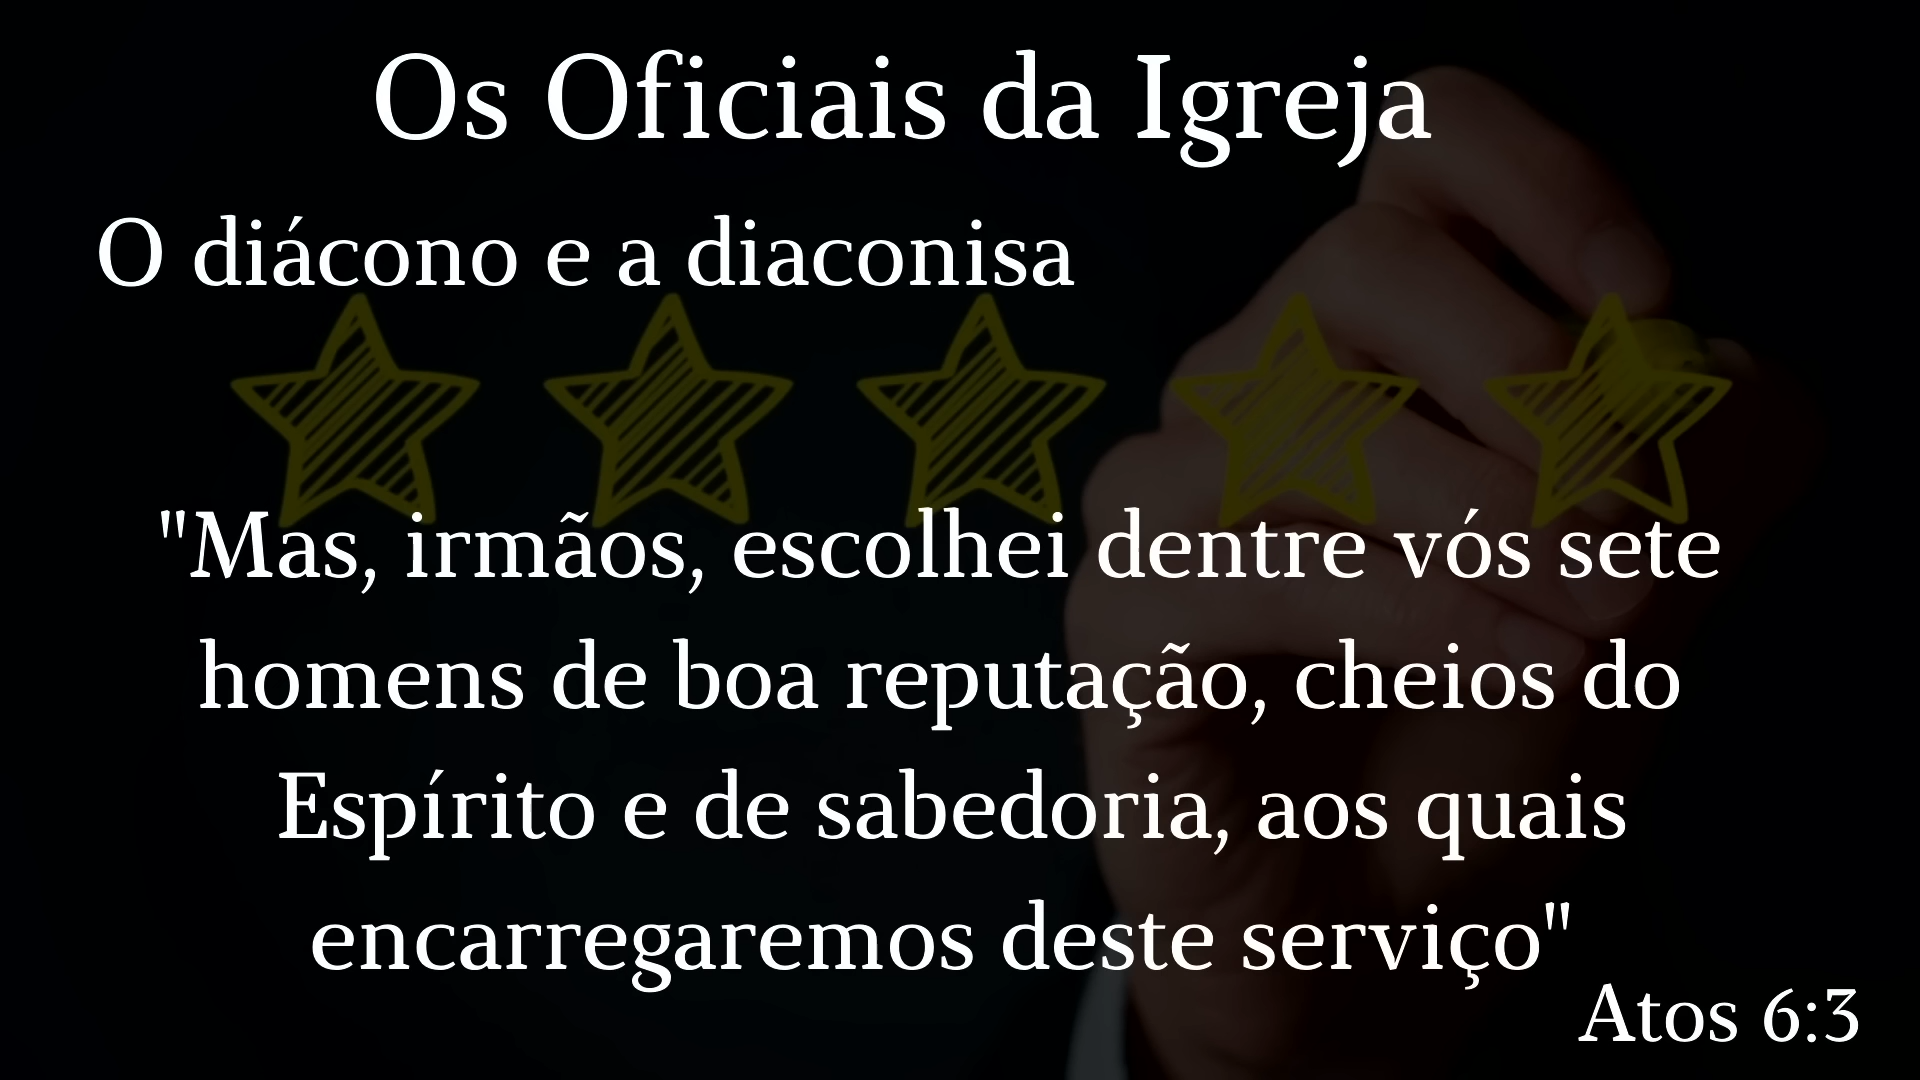 Os Oficiais da Igreja
O diácono e a diaconisa
"Mas, irmãos, escolhei dentre vós sete
homens de boa reputação, cheios do
Espírito e de sabedoria, aos quais
encarregaremos deste serviço"
Atos 6:3